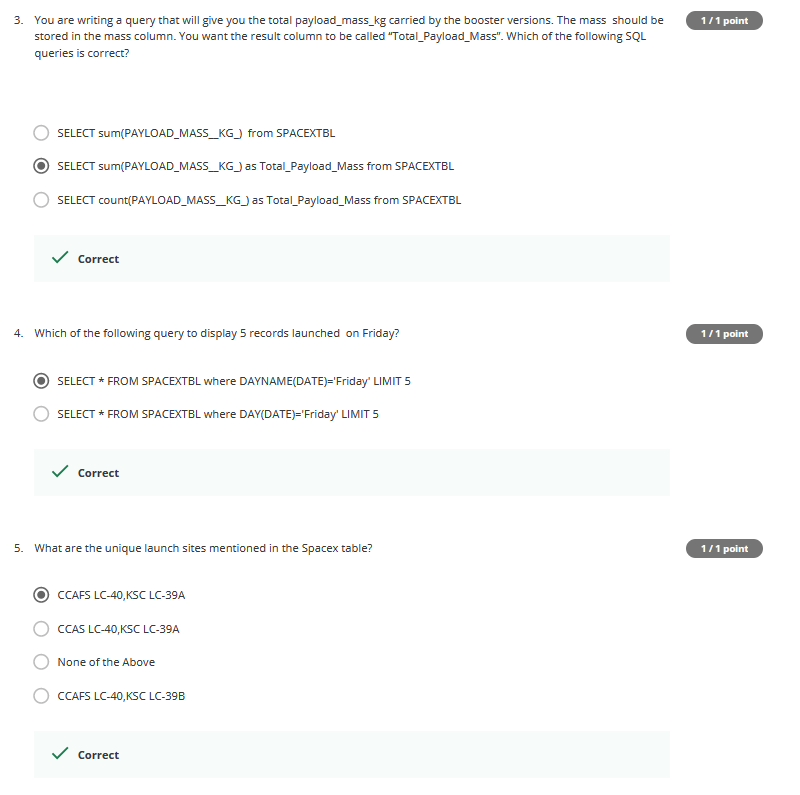 3. You are writing a query that will give you the total payload_mass_kg carried by the booster versions. The mass  should be
1 / 1 point
stored in the mass column. You want the result column to be called “Total_Payload_Mass”. Which of the following SQL
queries is correct?
SELECT sum(PAYLOAD_MASS__KG_)  from SPACEXTBL
SELECT sum(PAYLOAD_MASS__KG_) as Total_Payload_Mass from SPACEXTBL
SELECT count(PAYLOAD_MASS__KG_) as Total_Payload_Mass from SPACEXTBL
Correct
4. Which of the following query to display 5 records launched  on Friday?
1 / 1 point
SELECT * FROM SPACEXTBL where DAYNAME(DATE)='Friday' LIMIT 5
SELECT * FROM SPACEXTBL where DAY(DATE)='Friday' LIMIT 5
Correct
5. What are the unique launch sites mentioned in the Spacex table?
1 / 1 point
CCAFS LC-40,KSC LC-39A
CCAS LC-40,KSC LC-39A
None of the Above
CCAFS LC-40,KSC LC-39B
Correct